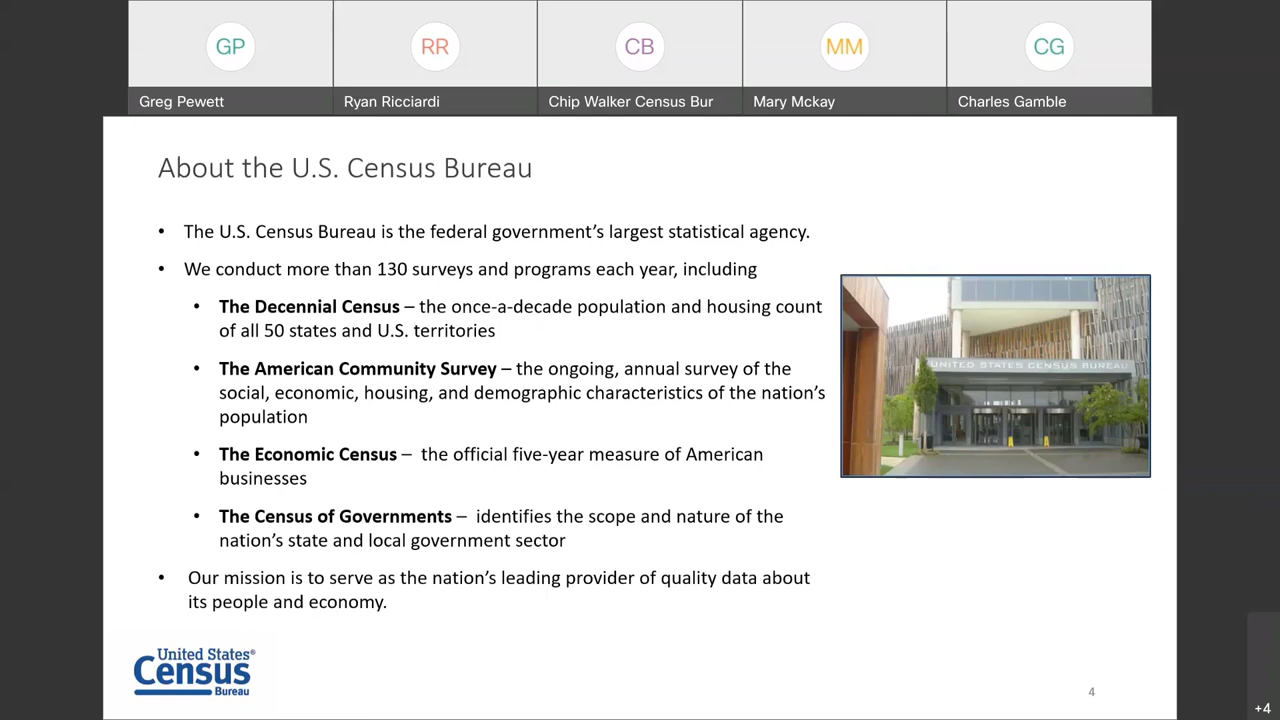 GP
RR
CB
MM
CG
Greg Pewett
Ryan Ricciardi
Chip Walker Census Bur
Mary Mckay
Charles Gamble
About the U.S. Census Bureau
• The U.S. Census Bureau is the federal government’s largest statistical agency.
• We conduct more than 130 surveys and programs each year, including
• The Decennial Census – the once-a-decade population and housing count
of all 50 states and U.S. territories
• The American Community Survey – the ongoing, annual survey of the
social, economic, housing, and demographic characteristics of the nation’s
population
• The Economic Census – the official five-year measure of American
businesses
• The Census of Governments – identifies the scope and nature of the
nation’s state and local government sector
• Our mission is to serve as the nation’s leading provider of quality data about
its people and economy.
UNITED STATES CENSUS BUREAU
United States®
Census
Bureau
4
+4